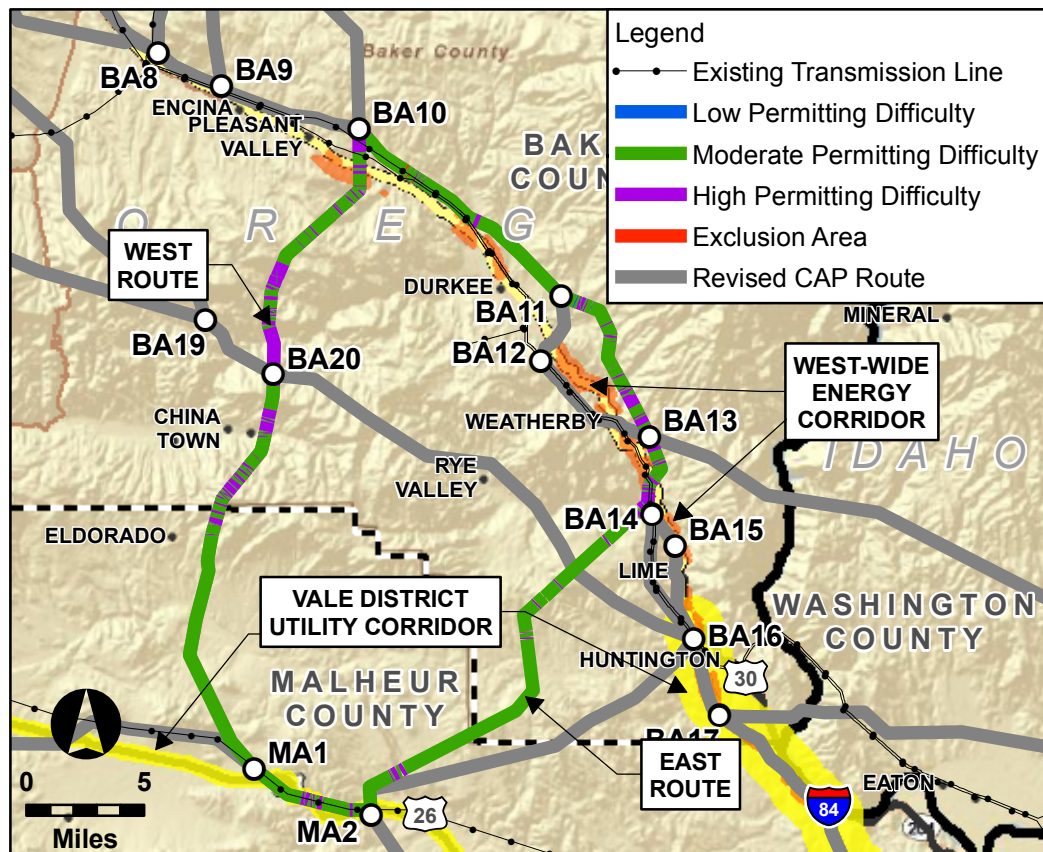 Legend
Existing Transmission Line
Low Permitting Difficulty
Moderate Permitting Difficulty
High Permitting Difficulty
Exclusion Area
Revised CAP Route
Baker County
BA8
BA9
ENCINA
PLEASANT
VALLEY
BA10
BAK
COUN
O R E G
WEST
ROUTE
DURKEE
BA11
MINERAL
BA19
BA12
BA20
WEST-WIDE
ENERGY
CORRIDOR
CHINA
TOWN
WEATHERBY
BA13
IDAHO
RYE
VALLEY
ELDORADO
BA14
BA15
LIME
VALE DISTRICT
UTILITY CORRIDOR
WASHINGTON
COUNTY
BA16
HUNTINGTON
30
MALHEUR
COUNTY
BA17
EAST
ROUTE
MA1
EATON
0 5
Miles
MA2
26
84